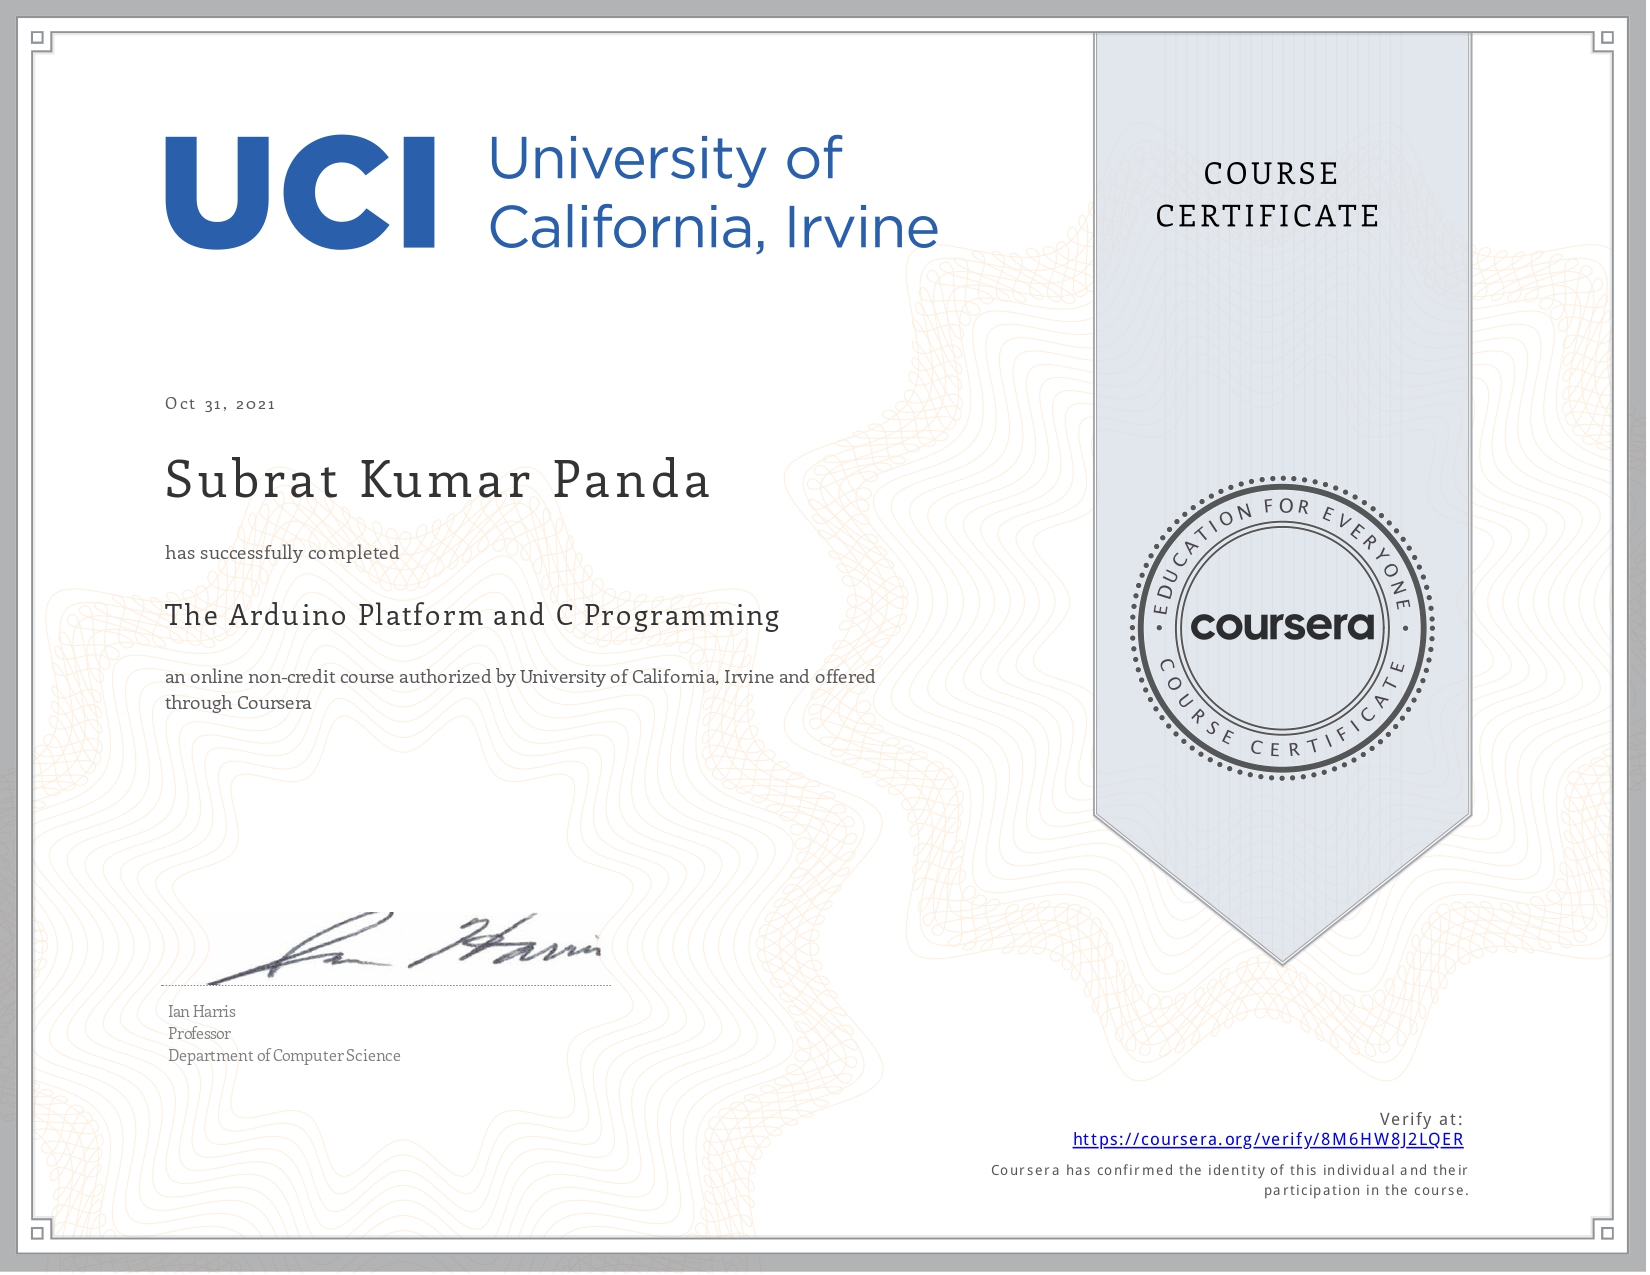 UCI University of
California, Irvine
COURSE
CERTIFICATE
Oct 31, 2021
Subrat Kumar Panda
has successfully completed
The Arduino Platform and C Programming
an online non-credit course authorized by University of California, Irvine and offered
through Coursera
EDUCATION FOR EVERYONE
coursera
COURSE CERTIFICATE
Ian Harris
Ian Harris
Professor
Department of Computer Science
Verify at:
https://coursera.org/verify/8M6HW8J2LQER
Coursera has confirmed the identity of this individual and their
participation in the course.